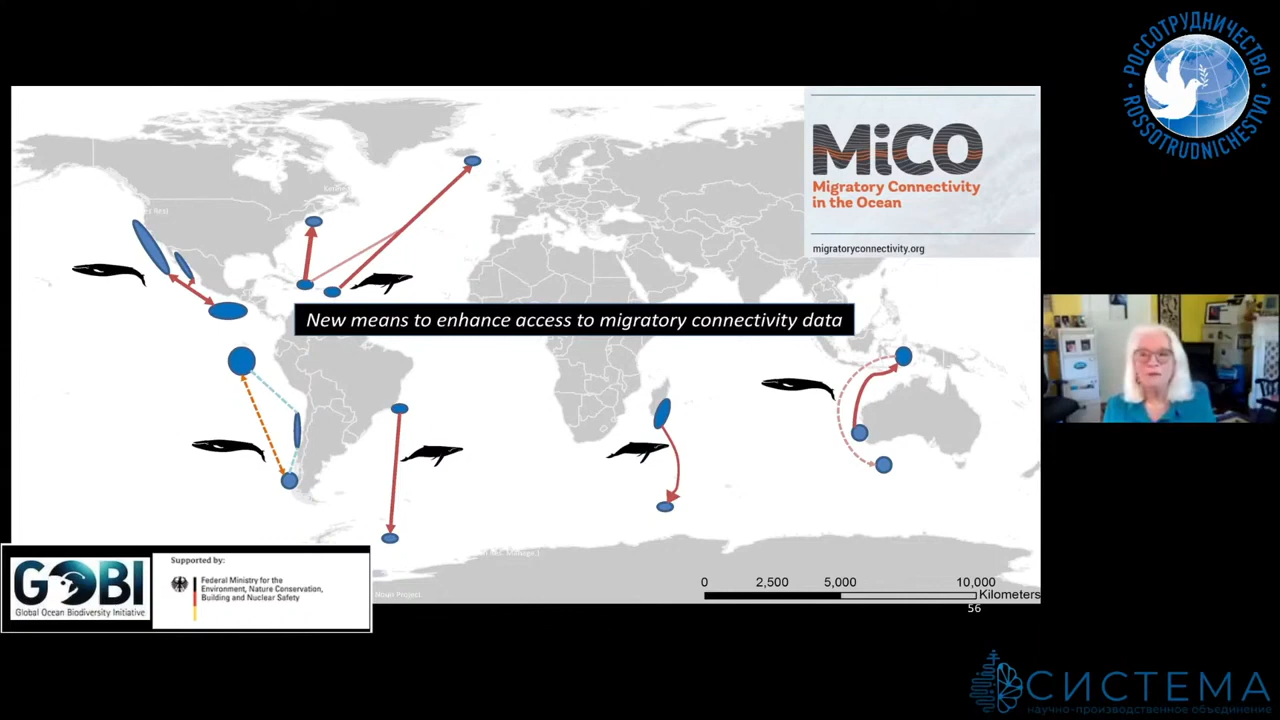 РОССОТРУДНИЧЕСТВО
ROSSOTRUDNICHESTVO
MiCO
Migratory Connectivity
in the Ocean
migratoryconnectivity.org
New means to enhance access to migratory connectivity data
GOBI
Global Ocean Biodiversity Initiative
Supported by:
Federal Ministry for the
Environment, Nature Conservation,
Building and Nuclear Safety
Noun Project
0 2,500 5,000 10,000
Kilometers
56
СИСТЕМА
научно-производственное объединение